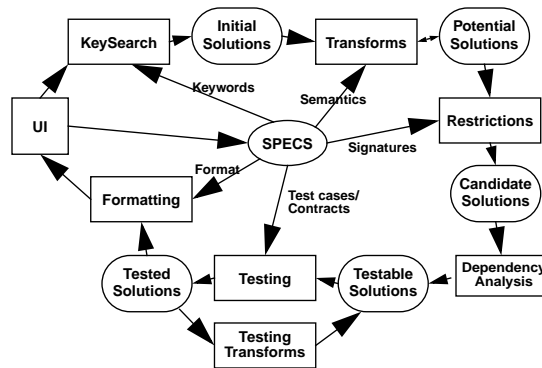 Initial
Solutions
Potential
Solutions
KeySearch
Transforms
Keywords
Semantics
UI
SPECS
Restrictions
Signatures
Format
Candidate
Solutions
Formatting
Test cases/
Contracts
Tested
Solutions
Testing
Testable
Solutions
Dependency
Analysis
Testing
Transforms